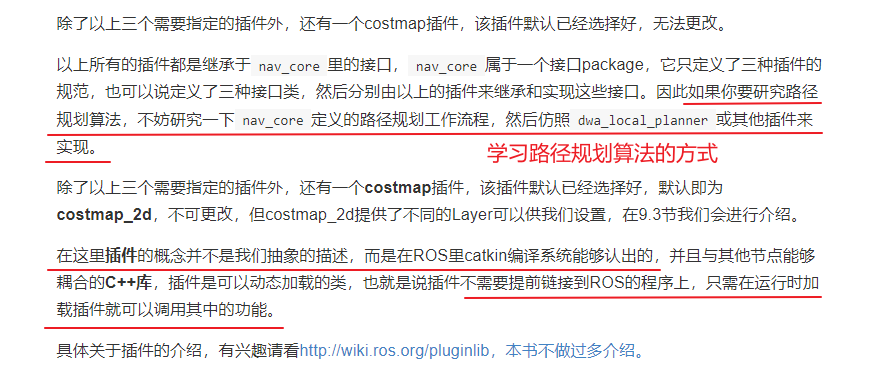 除了以上三个需要指定的插件外，还有一个costmap插件，该插件默认已经选择好，无法更改。
以上所有的插件都是继承于 nav_core 里的接口， nav_core 属于一个接口package，它只定义了三种插件的
规范，也可以说定义了三种接口类，然后分别由以上的插件来继承和实现这些接口。因此如果你要研究路径
规划算法，不妨研究一下 nav_core 定义的路径规划工作流程，然后仿照 dwa_local_planner 或其他插件来
实现。
学习路径规划算法的方式
除了以上三个需要指定的插件外，还有一个costmap插件，该插件默认已经选择好，默认即为
costmap_2d，不可更改，但costmap_2d提供了不同的Layer可以供我们设置，在9.3节我们会进行介绍。
在这里插件的概念并不是我们抽象的描述，而是在ROS里catkin编译系统能够认出的，并且与其他节点能够
耦合的C++库，插件是可以动态加载的类，也就是说插件不需要提前链接到ROS的程序上，只需在运行时加
载插件就可以调用其中的功能。
具体关于插件的介绍，有兴趣请看http://wiki.ros.org/pluginlib，本书不做过多介绍。